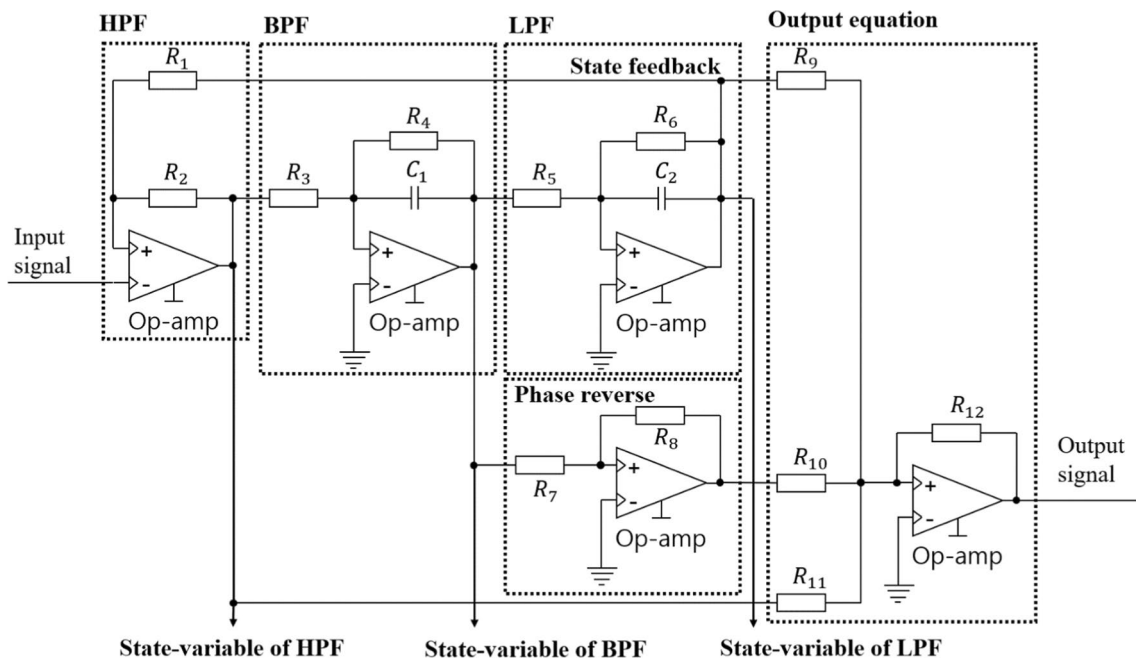 HPF
BPF
LPF
Output equation
R1
State feedback
R9
R4
R6
R2
R3
C1
R5
C2
R12
Input
signal
+
-
Op-amp
+
-
Op-amp
+
-
Op-amp
Phase reverse
R8
R7
+
-
Op-amp
R10
+
-
Op-amp
Output
signal
R11
State-variable of HPF
State-variable of BPF
State-variable of LPF